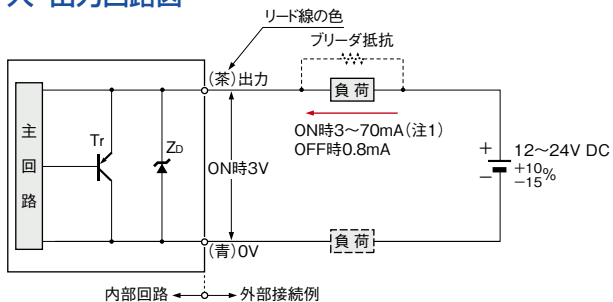 出力回路図
リード線の色
ブリーダ抵抗
(茶)出力
負荷
主回路
Tr
ZD
ON時3V
ON時3〜70mA(注1)
OFF時0.8mA
+
−
12〜24V DC
+10%
−15
(青)0V
負荷
内部回路
外部接続例